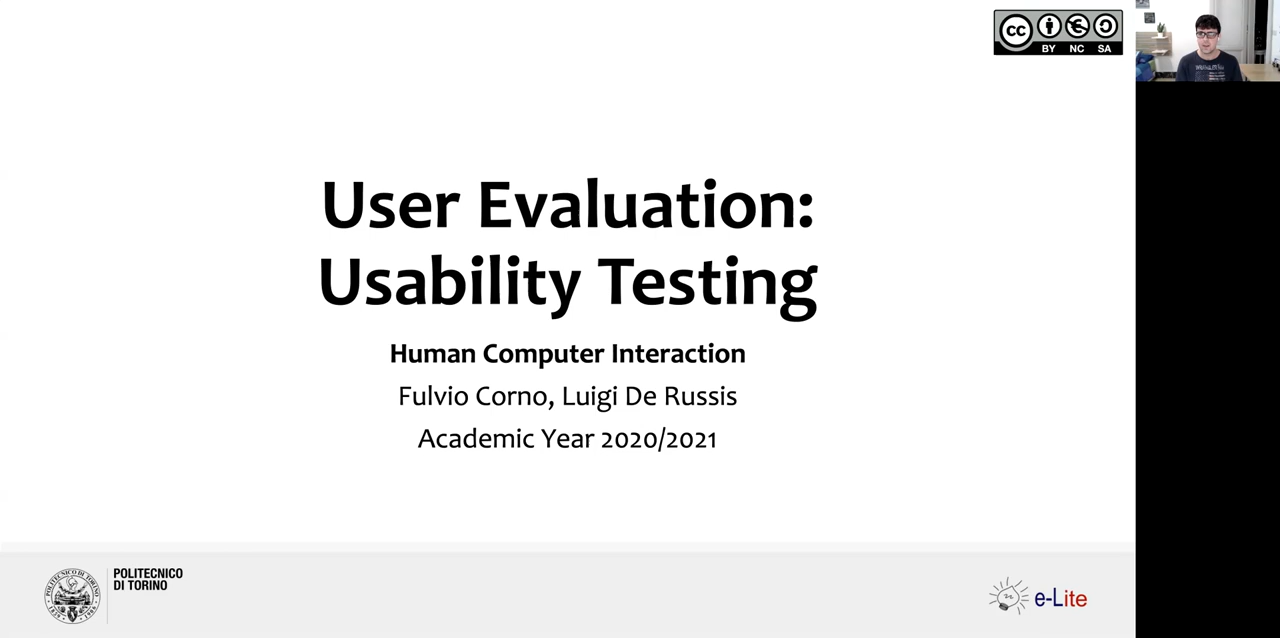 CC
BY NC SA
User Evaluation:
Usability Testing
Human Computer Interaction
Fulvio Corno, Luigi De Russis
Academic Year 2020/2021
POLITECNICO
DI TORINO
e-Lite